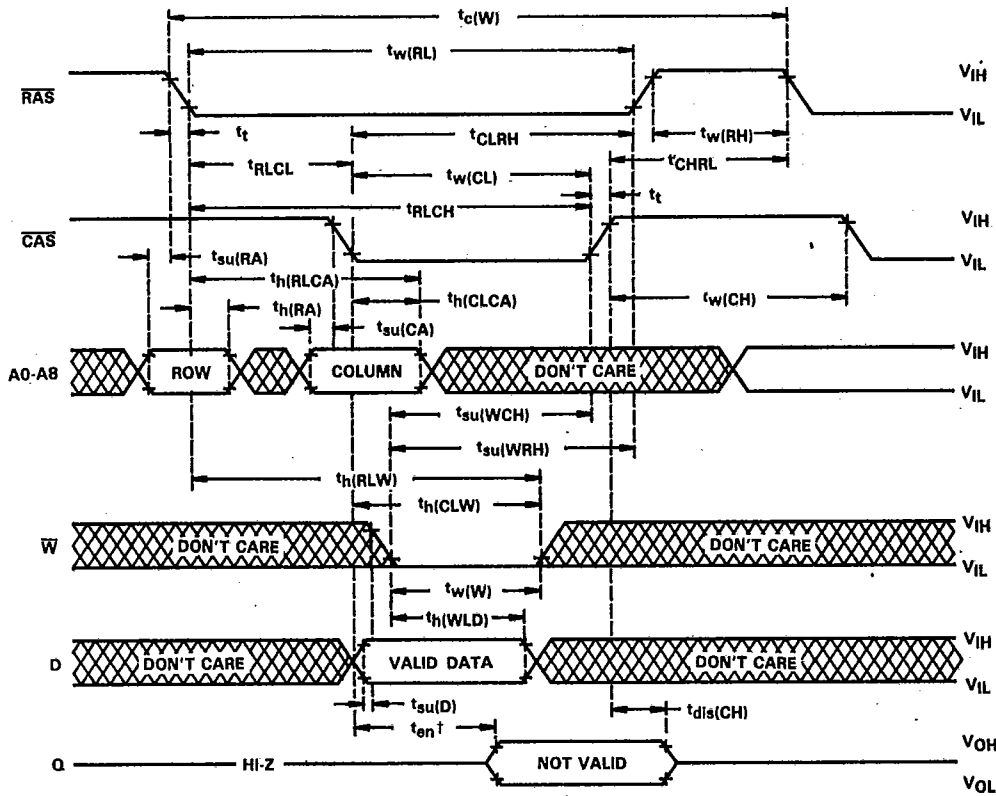 tc(W)
tw(RL)
RAS
VIH
VIL
tt
tCLRH
tw(RH)
tRLCL
tw(CL)
tCHRL
tRLCH
tt
CAS
VIH
VIL
tsu(RA)
th(RLCA)
th(RA)
th(CLCA)
tw(CH)
tsu(CA)
A0-A8
ROW
COLUMN
DON'T CARE
VIH
VIL
tsu(WCH)
tsu(WRH)
th(RLW)
th(CLW)
W
DON'T CARE
DON'T CARE
VIH
VIL
tw(W)
th(WLD)
D
DON'T CARE
VALID DATA
DON'T CARE
VIH
VIL
tsu(D)
tdis(CH)
ten†
Q
HI-Z
NOT VALID
VOH
VOL